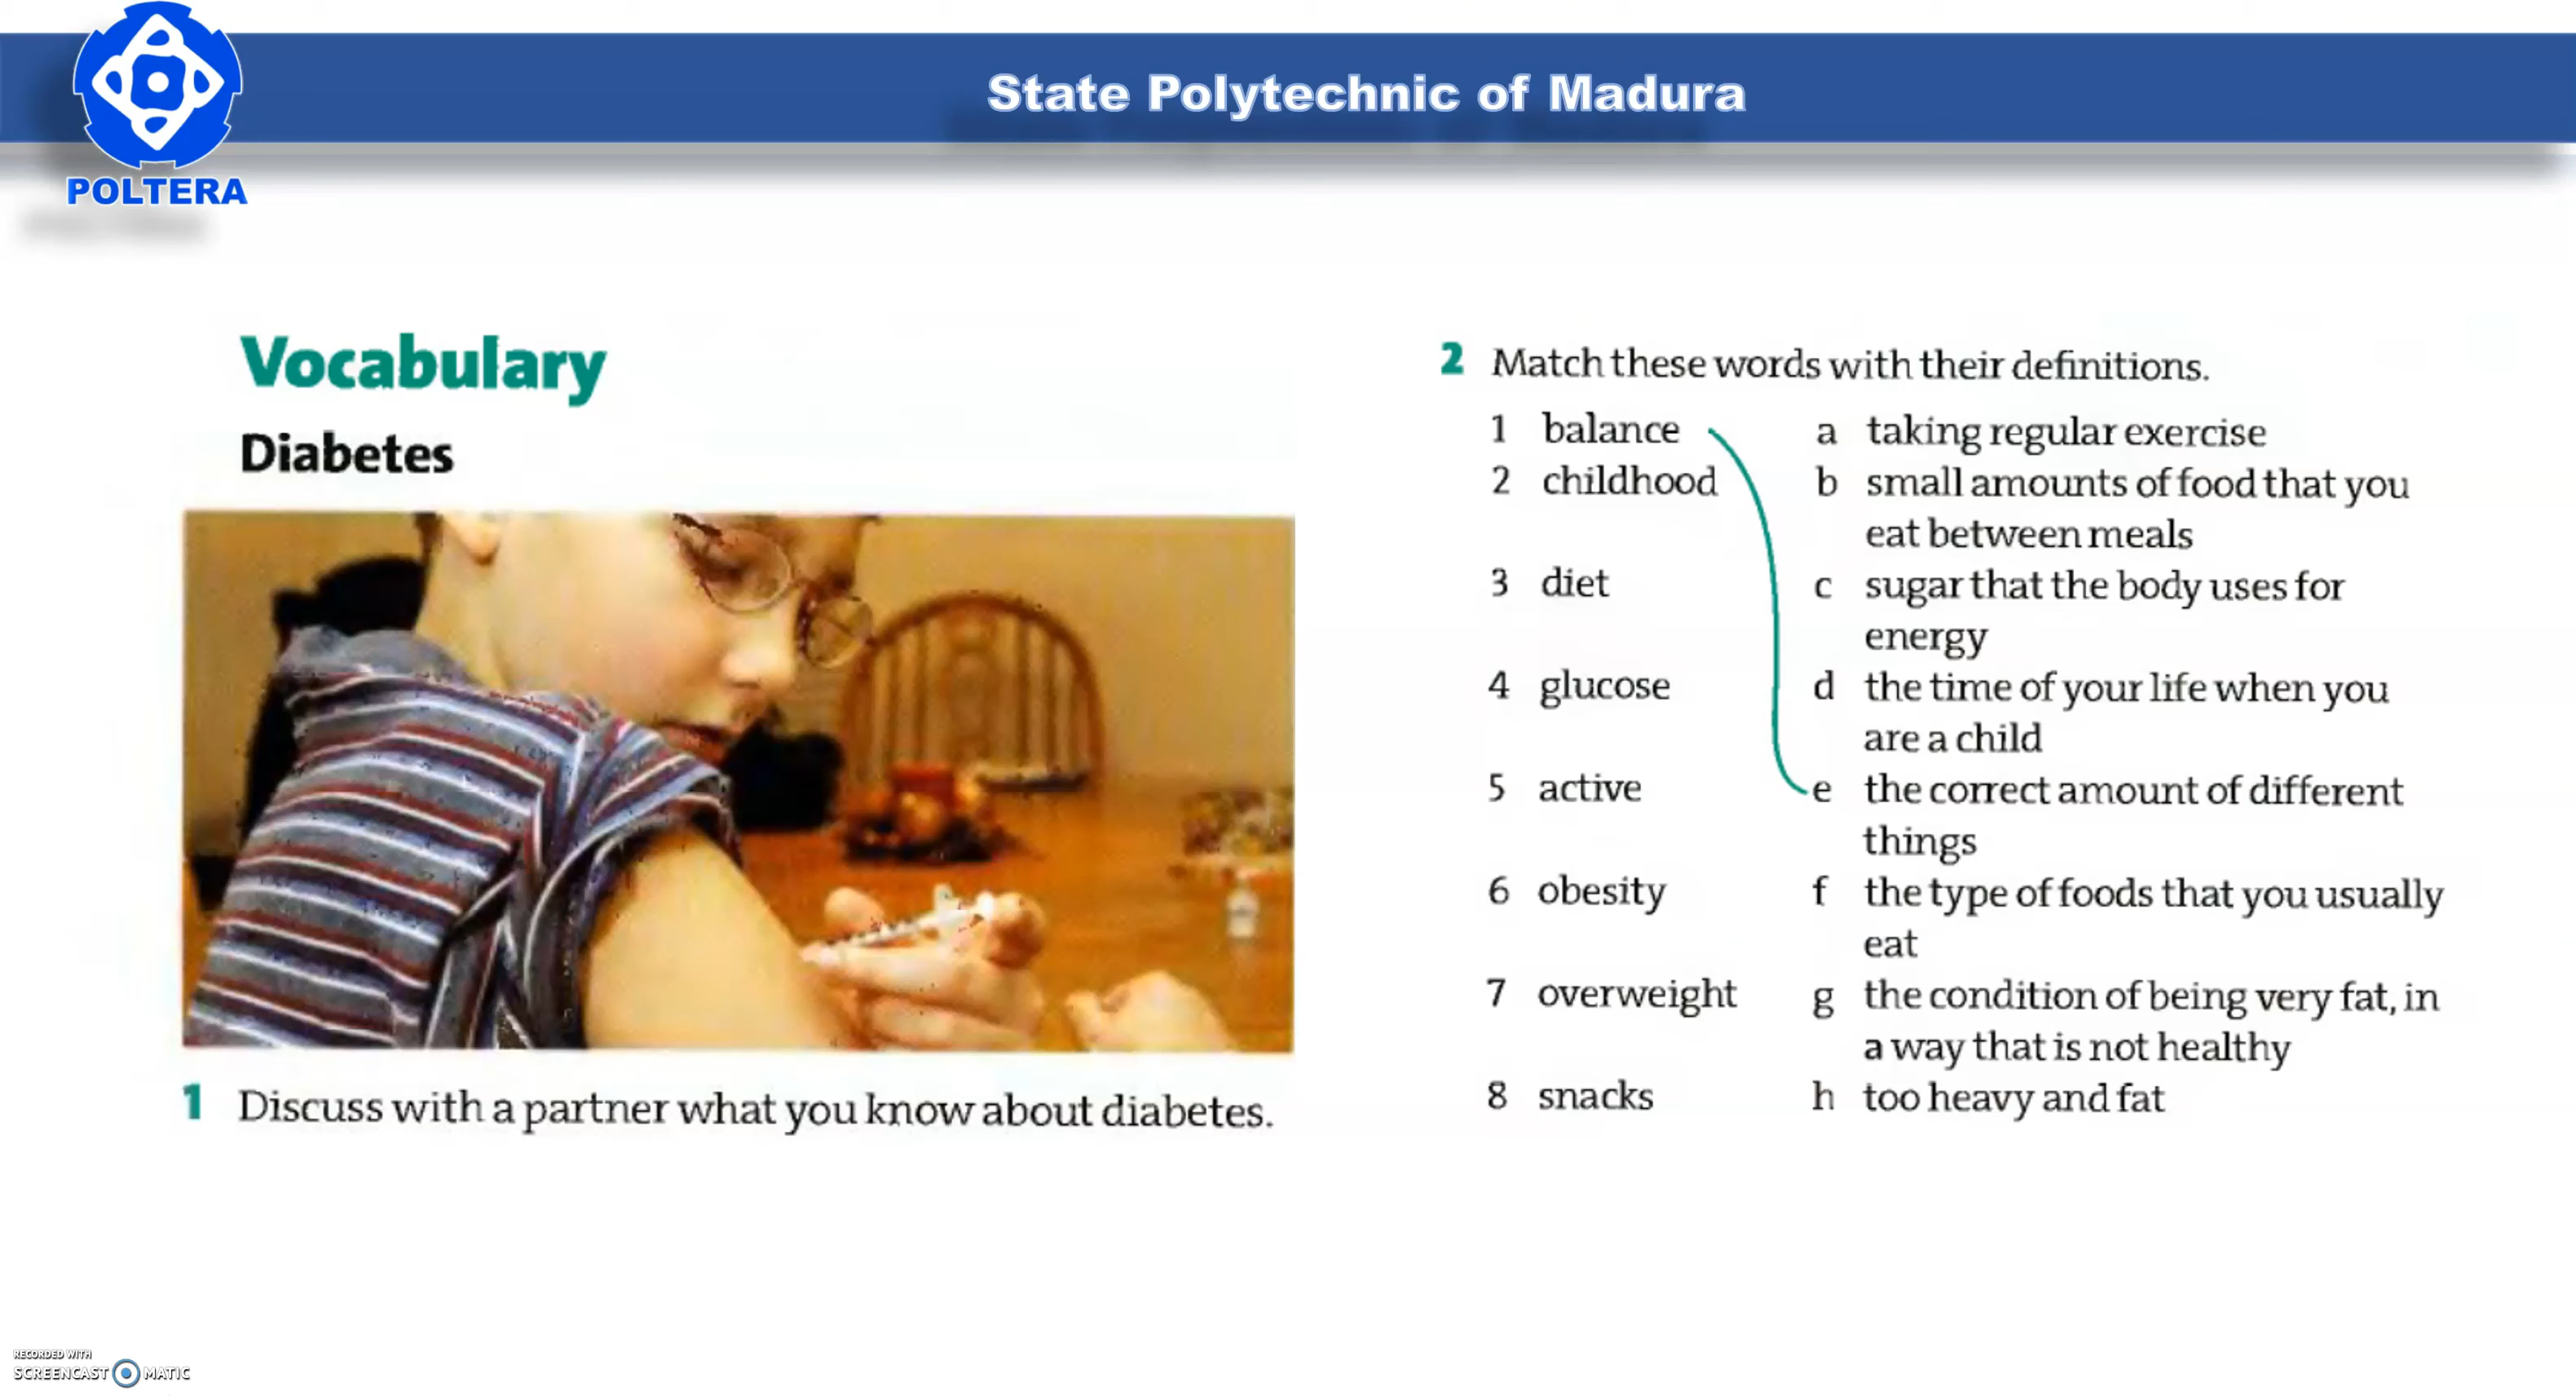 State Polytechnic of Madura
POLTERA
Vocabulary
Diabetes
1 Discuss with a partner what you know about diabetes.
2 Match these words with their definitions.
1 balance
2 childhood
3 diet
4 glucose
5 active
6 obesity
7 overweight
8 snacks
a taking regular exercise
b small amounts of food that you
eat between meals
c sugar that the body uses for
energy
d the time of your life when you
are a child
e the correct amount of different
things
f the type of foods that you usually
eat
g the condition of being very fat, in
a way that is not healthy
h too heavy and fat
RECORDED WITH
SCREENCAST MATIC